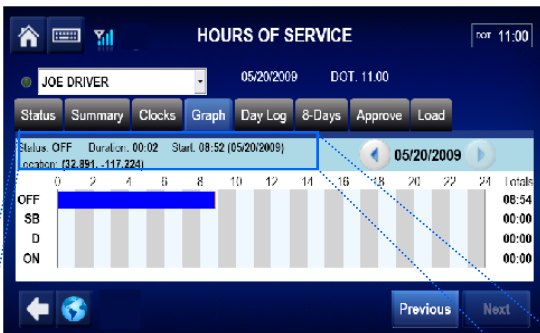 HOURS OF SERVICE
DOT 11:00
JOE DRIVER
05/20/2009 DOT. 11.00
Status Summary Clocks Graph Day Log 8-Days Approve Load
Status: OFF Duration: 00:02 Start: 08:52 (05/20/2009)
Location: (32.891, -117.224)
05/20/2009
0 2 4 6 8 10 12 14 16 18 20 22 24 Totals
OFF 08:54
SB 00:00
D 00:00
ON 00:00
Previous Next